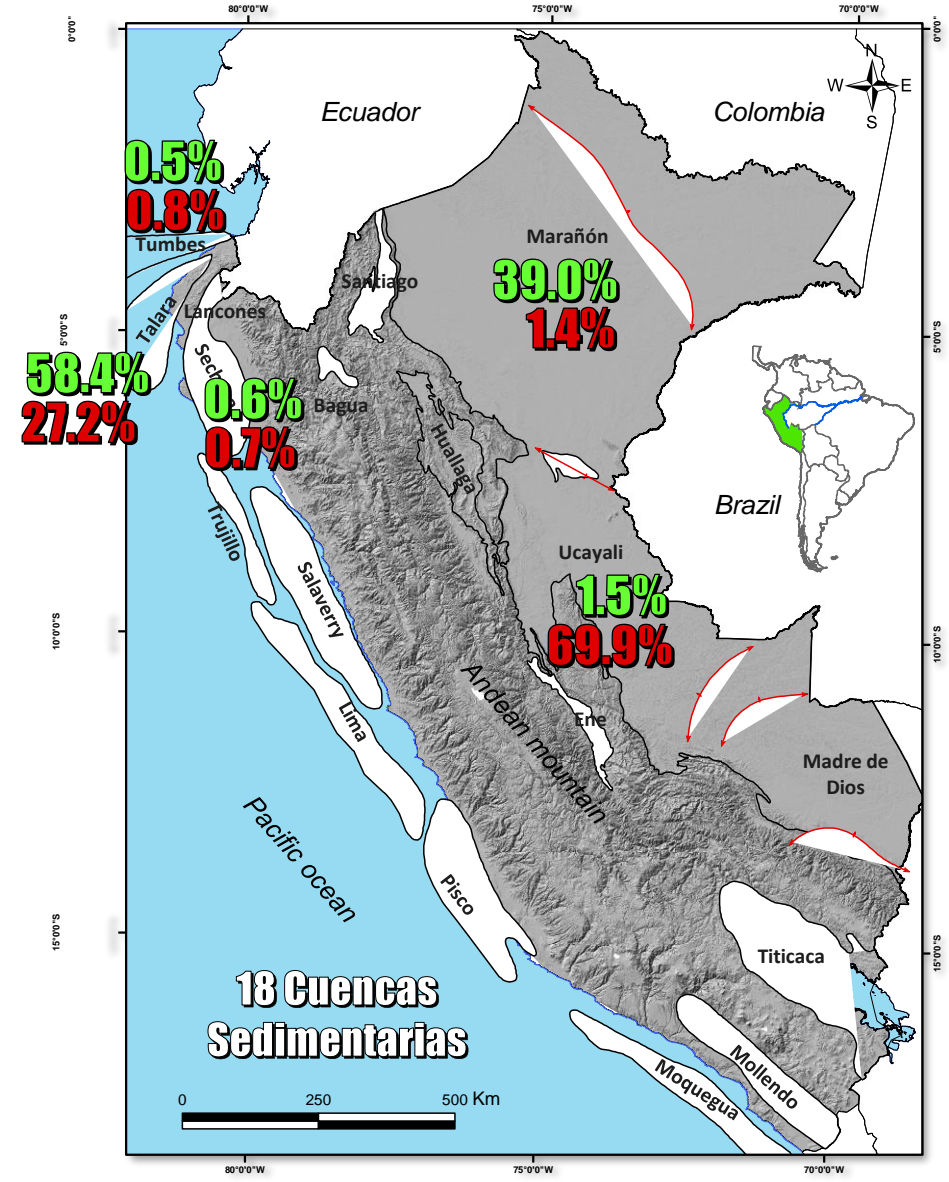 80°0'0"W
75°0'0"W
70°0'0"W
0°0'0"
0°0'0"
N
W
E
S
Ecuador
Colombia
0.5%
0.8%
Tumbes
Marañón
39.0%
1.4%
Santiago
Talara
Lancones
5°0'0"S
5°0'0"S
58.4%
27.2%
Sech
0.6%
0.7%
Bagua
Huallaga
Brazil
Trujillo
Ucayali
1.5%
69.9%
Salaverry
10°0'0"S
10°0'0"S
Andean mountain
Lima
Ene
Madre de
Dios
Pacific ocean
Pisco
15°0'0"S
15°0'0"S
Titicaca
18 Cuencas
Sedimentarias
Mollendo
Moquegua
0
250
500 Km
80°0'0"W
75°0'0"W
70°0'0"W